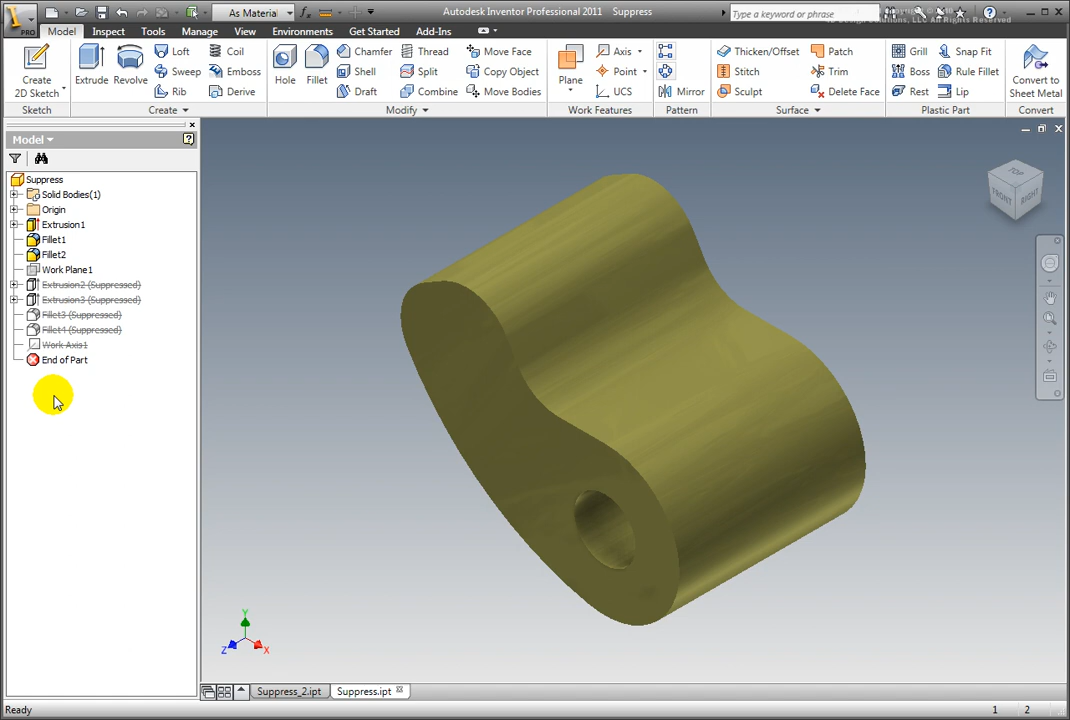 As Material
Autodesk Inventor Professional 2011 Suppress
Type a keyword or phrase
PRO
Model Inspect Tools Manage View Environments Get Started Add-Ins
Create
2D Sketch
Sketch
Extrude
Revolve
Loft
Sweep
Rib
Coil
Emboss
Derive
Create
Hole
Fillet
Chamfer
Shell
Draft
Thread
Split
Combine
Move Face
Copy Object
Move Bodies
Modify
Plane
Axis
Point
UCS
Work Features
Mirror
Pattern
Thicken/Offset
Stitch
Sculpt
Patch
Trim
Delete Face
Surface
Grill
Boss
Rest
Snap Fit
Rule Fillet
Lip
Plastic Part
Convert to
Sheet Metal
Convert
Model
Suppress
Solid Bodies(1)
Origin
Extrusion1
Fillet1
Fillet2
Work Plane1
Extrusion2 (Suppressed)
Extrusion3 (Suppressed)
Fillet3 (Suppressed)
Fillet4 (Suppressed)
Work Axis1
End of Part
TOP
FRONT
RIGHT
Y
Z
X
Suppress_2.ipt
Suppress.ipt
Ready
1 2